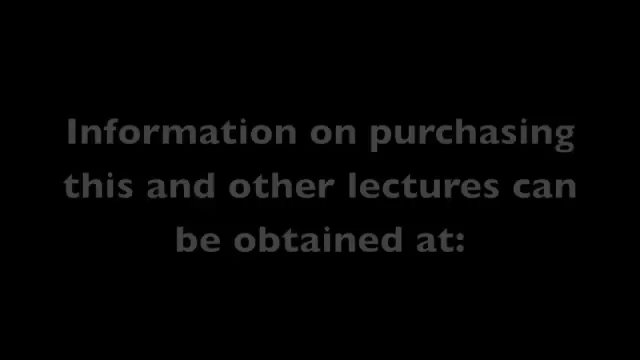 Information on purchasing
this and other lectures can
be obtained at: